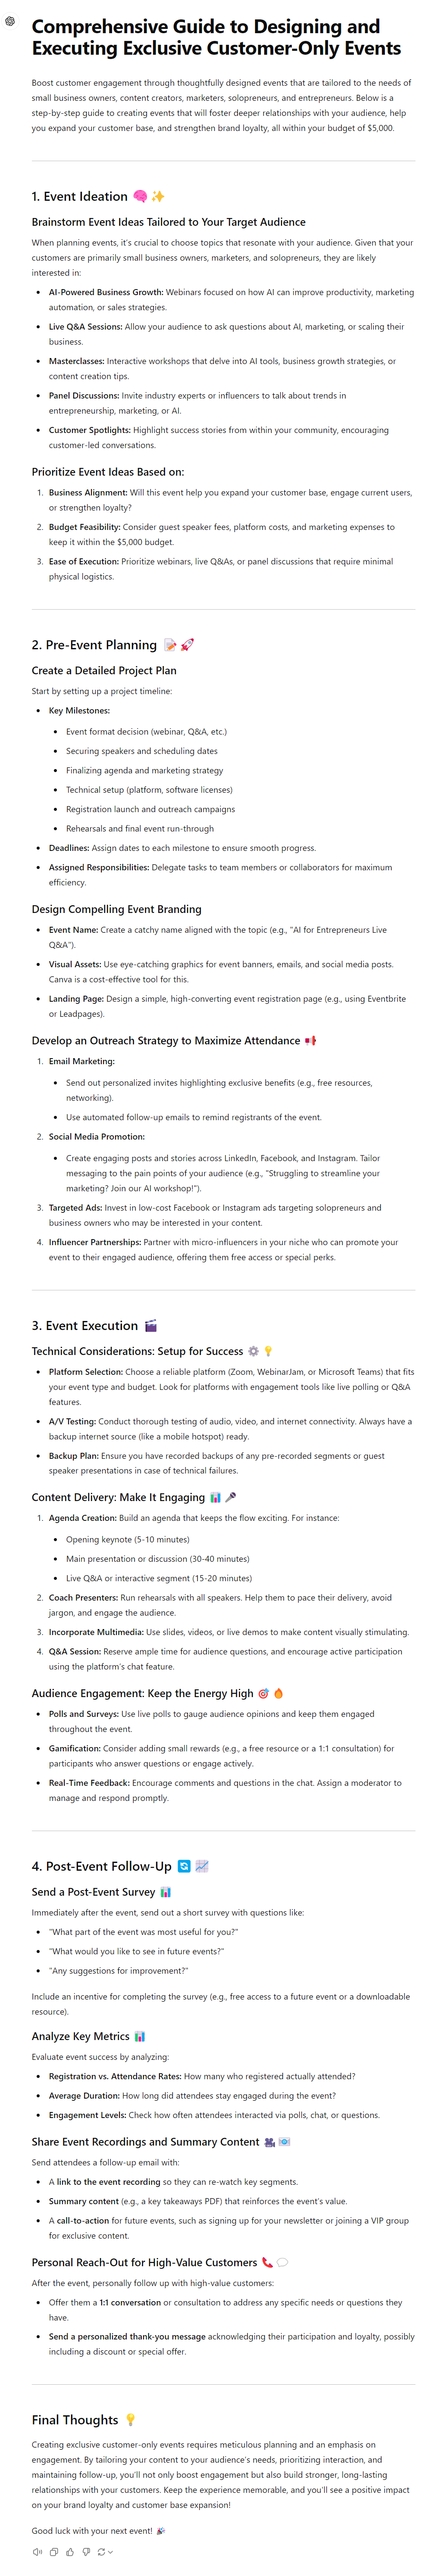 Comprehensive Guide to Designing and
Executing Exclusive Customer-Only Events
Boost customer engagement through thoughtfully designed events that are tailored to the needs of
small business owners, content creators, marketers, solopreneurs, and entrepreneurs. Below is a
step-by-step guide to creating events that will foster deeper relationships with your audience, help
you expand your customer base, and strengthen brand loyalty, all within your budget of $5,000.
1. Event Ideation 🧠✨
Brainstorm Event Ideas Tailored to Your Target Audience
When planning events, it's crucial to choose topics that resonate with your audience. Given that your
customers are primarily small business owners, marketers, and solopreneurs, they are likely
interested in:
• AI-Powered Business Growth: Webinars focused on how AI can improve productivity, marketing
automation, or sales strategies.
• Live Q&A Sessions: Allow your audience to ask questions about AI, marketing, or scaling their
business.
• Masterclasses: Interactive workshops that delve into AI tools, business growth strategies, or
content creation tips.
• Panel Discussions: Invite industry experts or influencers to talk about trends in
entrepreneurship, marketing, or AI.
• Customer Spotlights: Highlight success stories from within your community, encouraging
customer-led conversations.
Prioritize Event Ideas Based on:
1. Business Alignment: Will this event help you expand your customer base, engage current users,
or strengthen loyalty?
2. Budget Feasibility: Consider guest speaker fees, platform costs, and marketing expenses to
keep it within the $5,000 budget.
3. Ease of Execution: Prioritize webinars, live Q&As, or panel discussions that require minimal
physical logistics.
2. Pre-Event Planning 📝🚀
Create a Detailed Project Plan
Start by setting up a project timeline:
• Key Milestones:
• Event format decision (webinar, Q&A, etc.)
• Securing speakers and scheduling dates
• Finalizing agenda and marketing strategy
• Technical setup (platform, software licenses)
• Registration launch and outreach campaigns
• Rehearsals and final event run-through
• Deadlines: Assign dates to each milestone to ensure smooth progress.
• Assigned Responsibilities: Delegate tasks to team members or collaborators for maximum
efficiency.
Design Compelling Event Branding
• Event Name: Create a catchy name aligned with the topic (e.g., "AI for Entrepreneurs Live
Q&A").
• Visual Assets: Use eye-catching graphics for event banners, emails, and social media posts.
Canva is a cost-effective tool for this.
• Landing Page: Design a simple, high-converting event registration page (e.g., using Eventbrite
or Leadpages).
Develop an Outreach Strategy to Maximize Attendance 📢
1. Email Marketing:
• Send out personalized invites highlighting exclusive benefits (e.g., free resources,
networking).
• Use automated follow-up emails to remind registrants of the event.
2. Social Media Promotion:
• Create engaging posts and stories across LinkedIn, Facebook, and Instagram. Tailor
messaging to the pain points of your audience (e.g., "Struggling to streamline your
marketing? Join our AI workshop!").
3. Targeted Ads: Invest in low-cost Facebook or Instagram ads targeting solopreneurs and
business owners who may be interested in your content.
4. Influencer Partnerships: Partner with micro-influencers in your niche who can promote your
event to their engaged audience, offering them free access or special perks.
3. Event Execution 🎬
Technical Considerations: Setup for Success ⚙️💡
• Platform Selection: Choose a reliable platform (Zoom, WebinarJam, or Microsoft Teams) that fits
your event type and budget. Look for platforms with engagement tools like live polling or Q&A
features.
• A/V Testing: Conduct thorough testing of audio, video, and internet connectivity. Always have a
backup internet source (like a mobile hotspot) ready.
• Backup Plan: Ensure you have recorded backups of any pre-recorded segments or guest
speaker presentations in case of technical failures.
Content Delivery: Make It Engaging 📊🎤
1. Agenda Creation: Build an agenda that keeps the flow exciting. For instance:
• Opening keynote (5-10 minutes)
• Main presentation or discussion (30-40 minutes)
• Live Q&A or interactive segment (15-20 minutes)
2. Coach Presenters: Run rehearsals with all speakers. Help them to pace their delivery, avoid
jargon, and engage the audience.
3. Incorporate Multimedia: Use slides, videos, or live demos to make content visually stimulating.
4. Q&A Session: Reserve ample time for audience questions, and encourage active participation
using the platform's chat feature.
Audience Engagement: Keep the Energy High 🎯🔥
• Polls and Surveys: Use live polls to gauge audience opinions and keep them engaged
throughout the event.
• Gamification: Consider adding small rewards (e.g., a free resource or a 1:1 consultation) for
participants who answer questions or engage actively.
• Real-Time Feedback: Encourage comments and questions in the chat. Assign a moderator to
manage and respond promptly.
4. Post-Event Follow-Up 🔄📈
Send a Post-Event Survey 📊
Immediately after the event, send out a short survey with questions like:
• "What part of the event was most useful for you?"
• "What would you like to see in future events?"
• "Any suggestions for improvement?"
Include an incentive for completing the survey (e.g., free access to a future event or a downloadable
resource).
Analyze Key Metrics 📊
Evaluate event success by analyzing:
• Registration vs. Attendance Rates: How many who registered actually attended?
• Average Duration: How long did attendees stay engaged during the event?
• Engagement Levels: Check how often attendees interacted via polls, chat, or questions.
Share Event Recordings and Summary Content 🎥📧
Send attendees a follow-up email with:
• A link to the event recording so they can re-watch key segments.
• Summary content (e.g., a key takeaways PDF) that reinforces the event's value.
• A call-to-action for future events, such as signing up for your newsletter or joining a VIP group
for exclusive content.
Personal Reach-Out for High-Value Customers 📞💬
After the event, personally follow up with high-value customers:
• Offer them a 1:1 conversation or consultation to address any specific needs or questions they
have.
• Send a personalized thank-you message acknowledging their participation and loyalty, possibly
including a discount or special offer.
Final Thoughts 💡
Creating exclusive customer-only events requires meticulous planning and an emphasis on
engagement. By tailoring your content to your audience's needs, prioritizing interaction, and
maintaining follow-up, you'll not only boost engagement but also build stronger, long-lasting
relationships with your customers. Keep the experience memorable, and you'll see a positive impact
on your brand loyalty and customer base expansion!
Good luck with your next event! 🎉